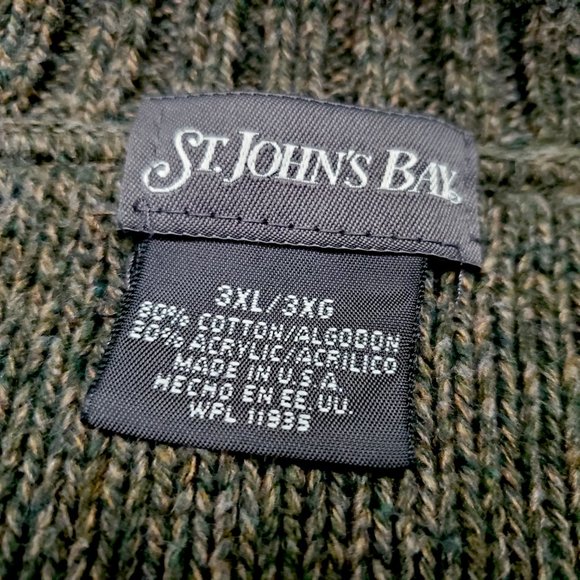 ST. JOHN'S BAY
3XL/3XG
80% COTTON/ALGODON
20% ACRYLIC/ACRILICO
MADE IN U.S.A.
HECHO EN EE. UU.
WPL 11935